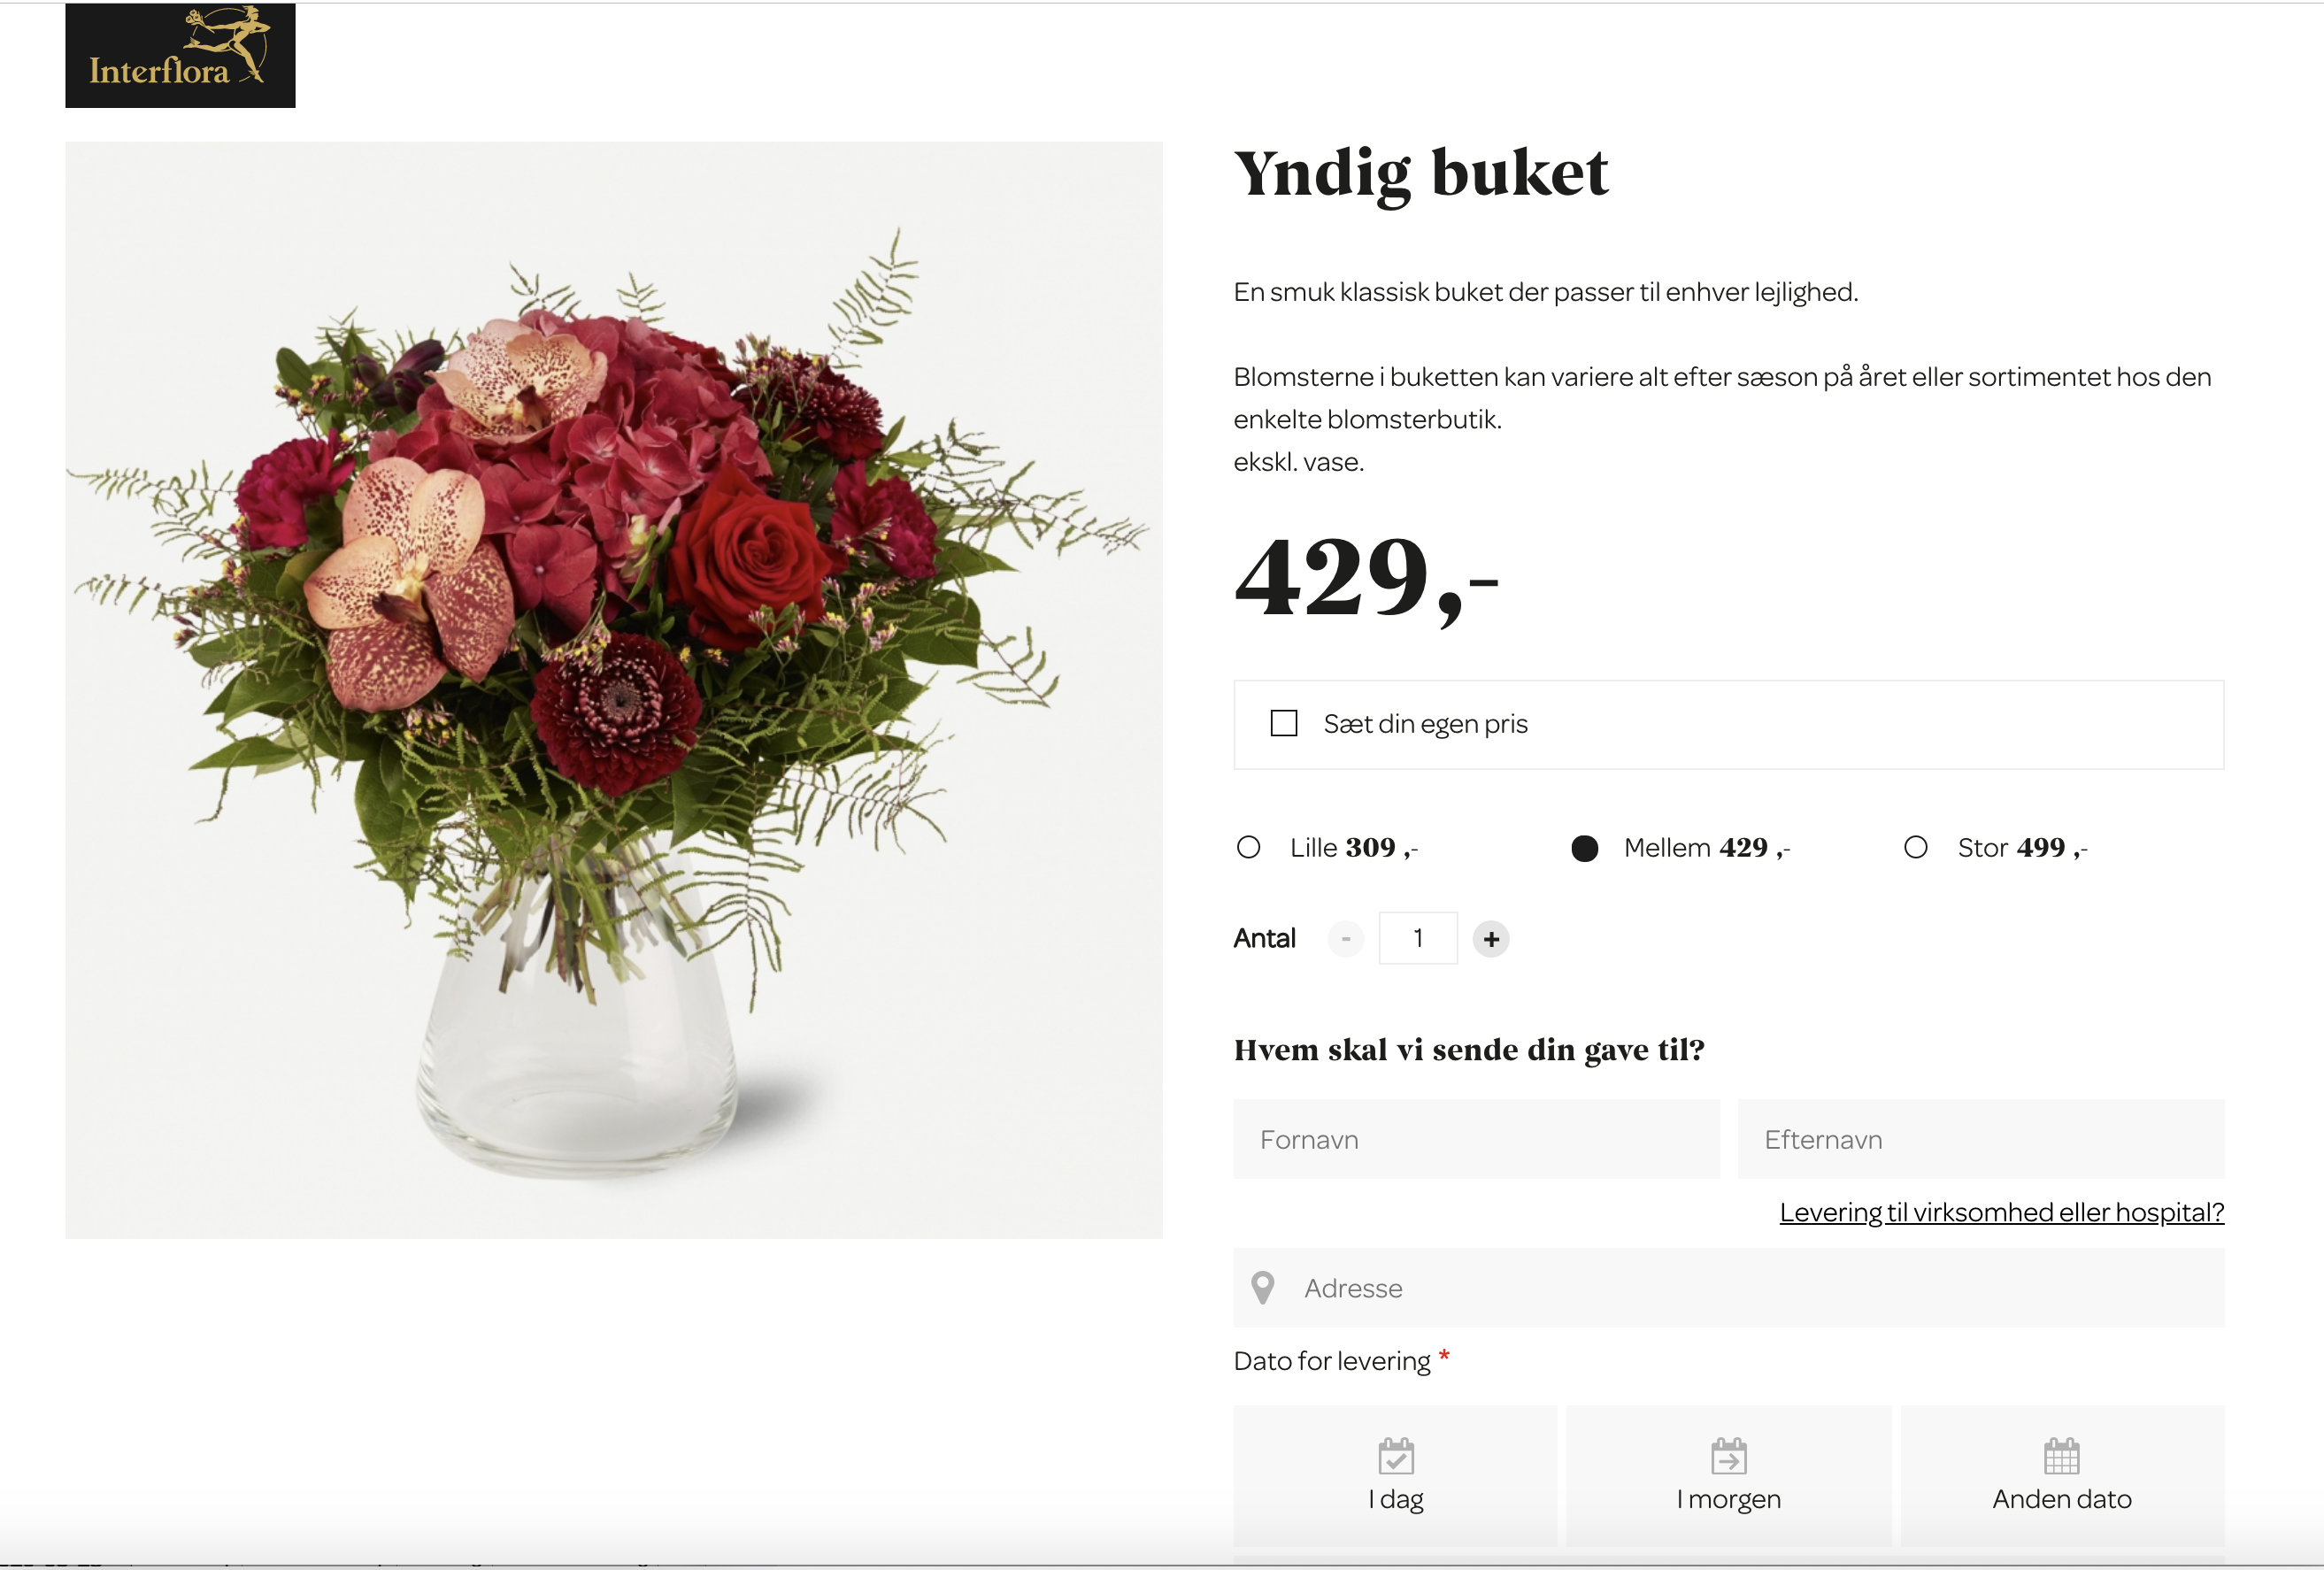 Interflora
Yndig buket
En smuk klassisk buket der passer til enhver lejlighed.
Blomsterne i buketten kan variere alt efter sæson på året eller sortimentet hos den
enkelte blomsterbutik.
ekskl. vase.
429,-
Sæt din egen pris
Lille 309 ,-
Mellem 429 ,-
Stor 499 ,-
Antal - 1 +
Hvem skal vi sende din gave til?
Fornavn
Efternavn
Levering til virksomhed eller hospital?
Adresse
Dato for levering *
I dag
I morgen
Anden dato